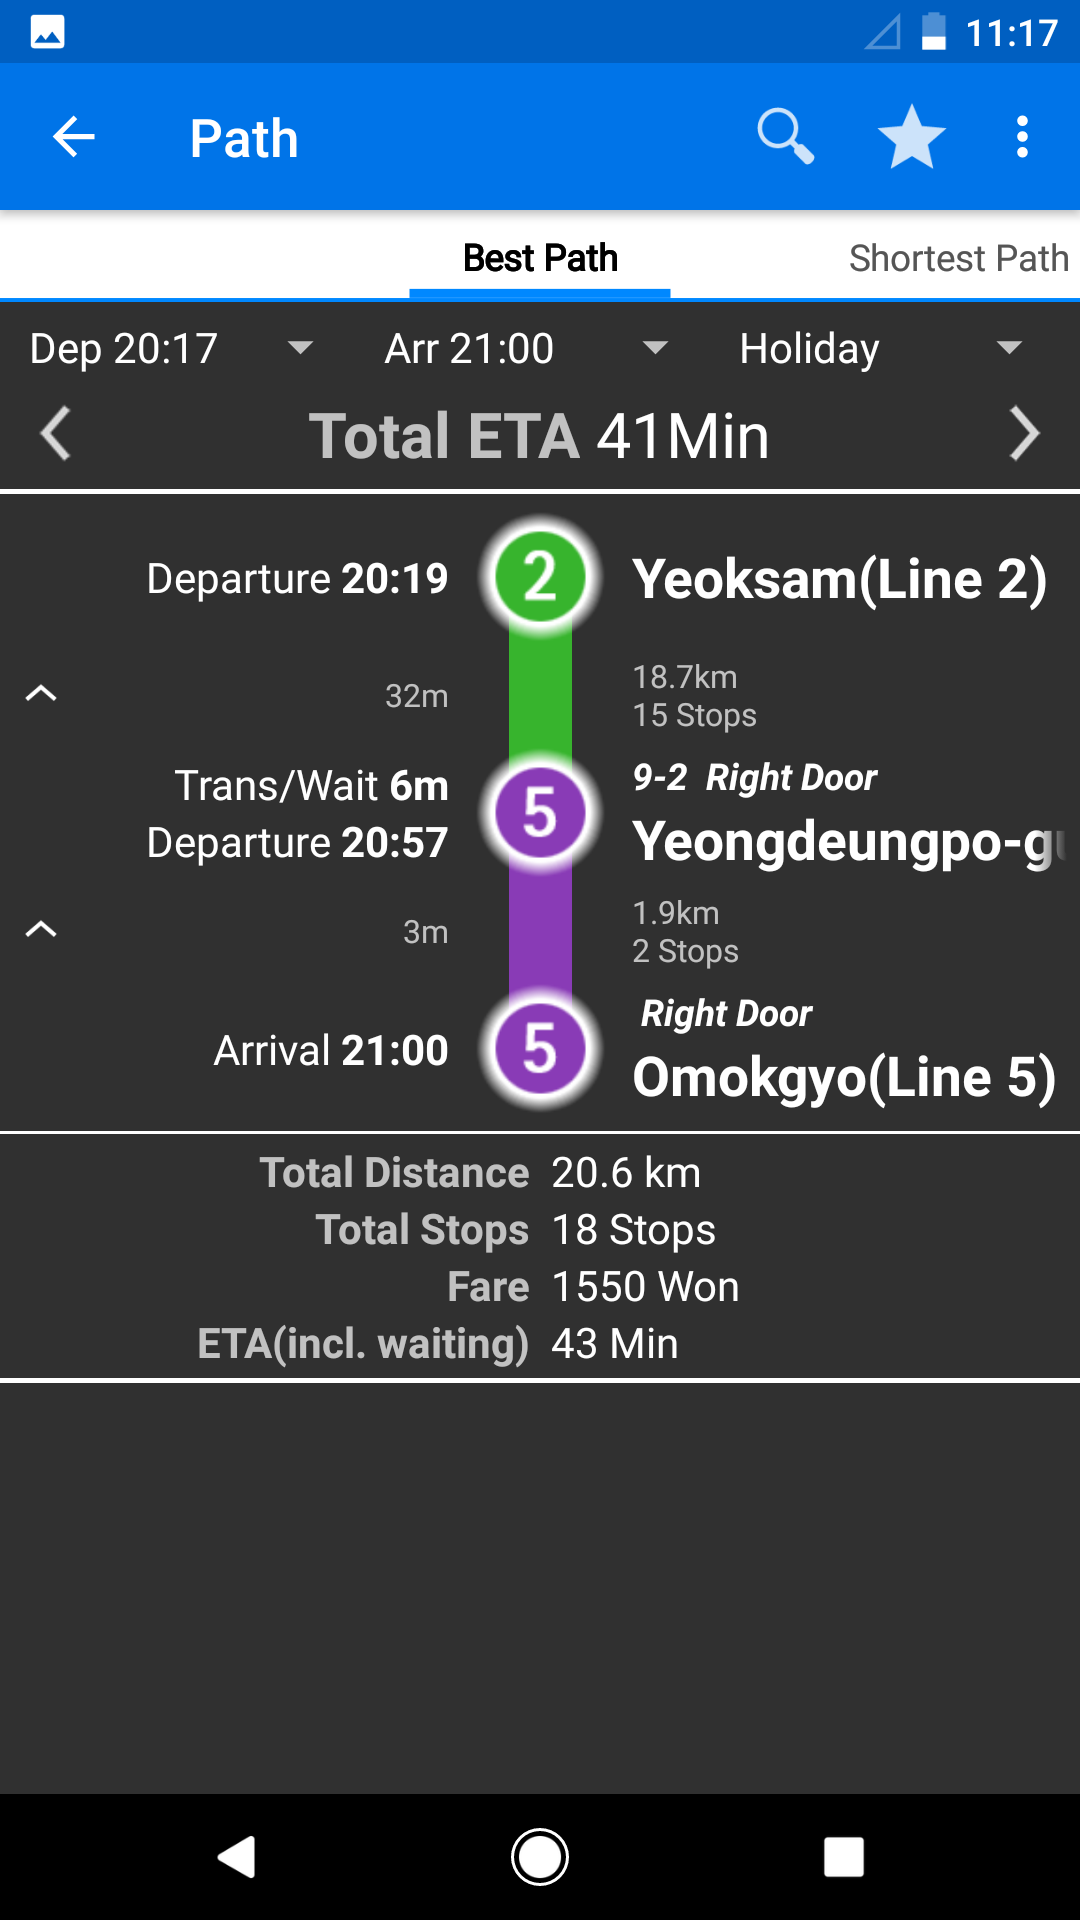 11:17
Path
Best Path
Shortest Path
Dep 20:17
Arr 21:00
Holiday
Total ETA 41Min
Departure 20:19
2
Yeoksam(Line 2)
32m
18.7km
15 Stops
Trans/Wait 6m
Departure 20:57
5
9-2 Right Door
Yeongdeungpo-gu
3m
1.9km
2 Stops
Arrival 21:00
5
Right Door
Omokgyo(Line 5)
Total Distance 20.6 km
Total Stops 18 Stops
Fare 1550 Won
ETA(incl. waiting) 43 Min